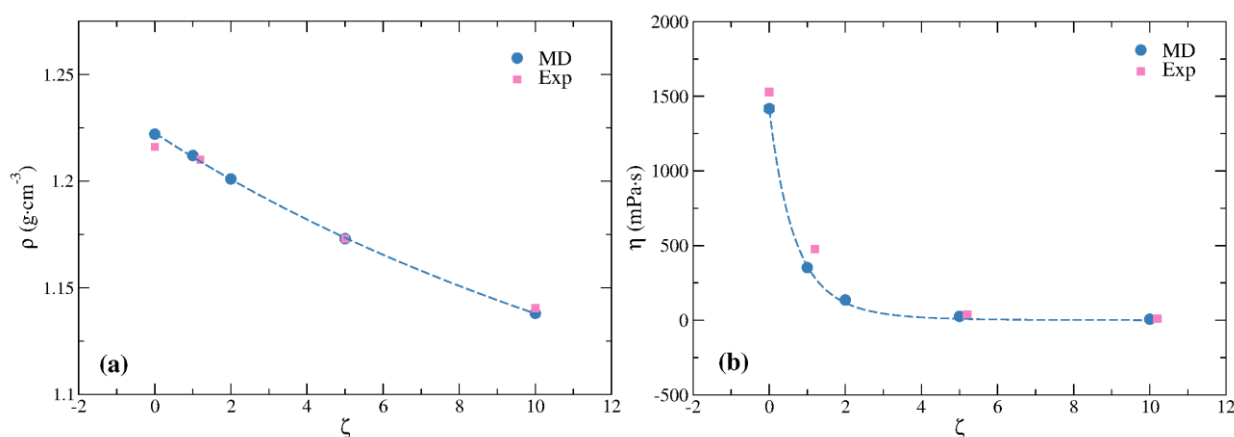 MD
Exp
1.25
1.2
1.15
1.1
ρ (g·cm-3)
(a)
-2 0 2 4 6 8 10 12
ζ
MD
Exp
2000
1500
1000
500
0
-500
η (mPa·s)
(b)
-2 0 2 4 6 8 10 12
ζ